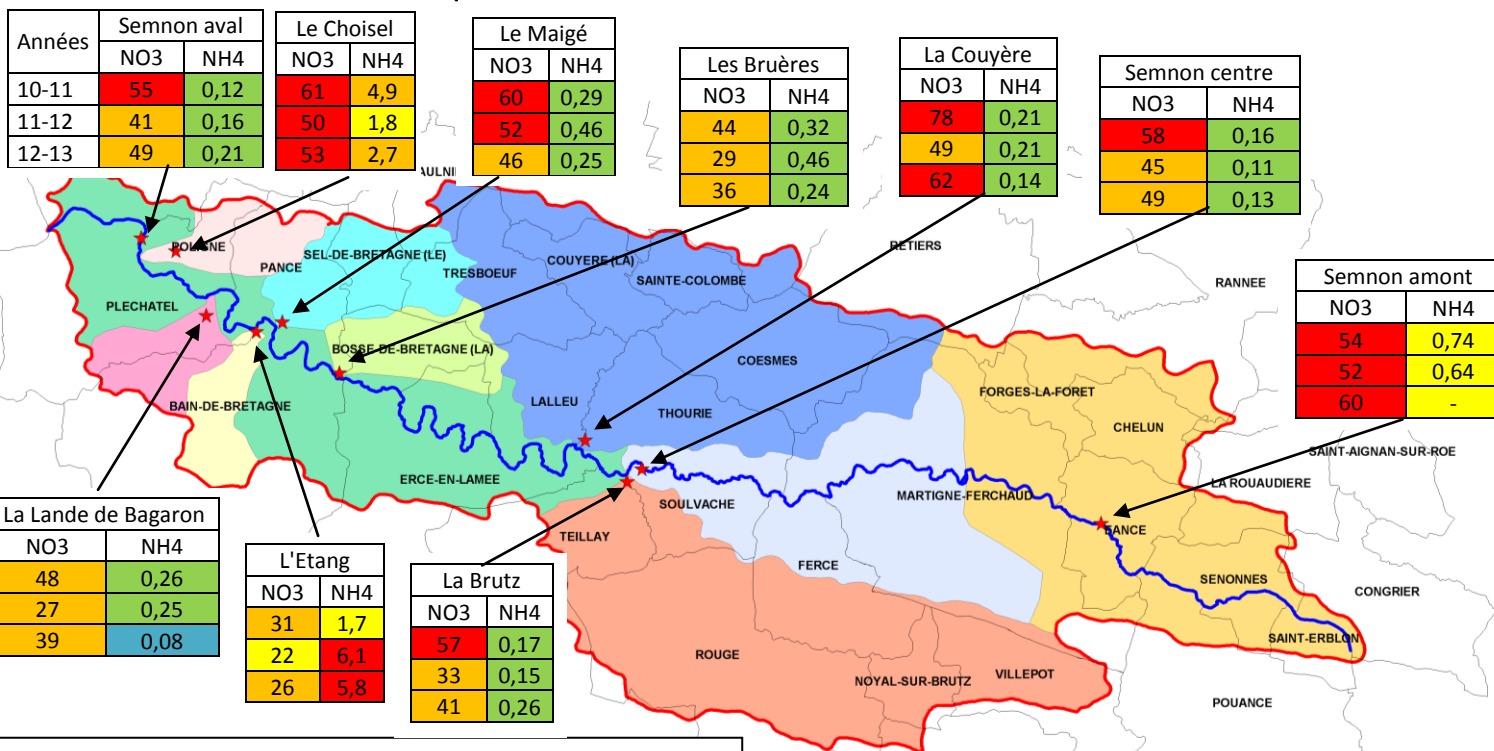 Années
Semnon aval
NO3 NH4
10-11 55 0,12
11-12 41 0,16
12-13 49 0,21
Le Choisel
NO3 NH4
61 4,9
50 1,8
53 2,7
Le Maigé
NO3 NH4
60 0,29
52 0,46
46 0,25
Les Bruères
NO3 NH4
44 0,32
29 0,46
36 0,24
La Couyère
NO3 NH4
78 0,21
49 0,21
62 0,14
Semnon centre
NO3 NH4
58 0,16
45 0,11
49 0,13
Semnon amont
NO3 NH4
54 0,74
52 0,64
60 -
AULNI
POLIGNE
PANCE
SEL-DE-BRETAGNE (LE)
TRESBOEUF
COUYERE (LA)
SAINTE-COLOMBE
RETIERS
RANNEE
PLECHATEL
BOSSE-DE-BRETAGNE (LA)
COESMES
FORGES-LA-FORET
LALLEU
THOURIE
BAIN-DE-BRETAGNE
CHELUN
SAINT-AIGNAN-SUR-ROE
ERCE-EN-LAMEE
LA ROUAUDIERE
MARTIGNE-FERCHAUD
SOULVACHE
EANCE
TEILLAY
FERCE
SENONNES
CONGRIER
SAINT-ERBLON
ROUGE
NOYAL-SUR-BRUTZ
VILLEPOT
POUANCE
La Lande de Bagaron
NO3 NH4
48 0,26
27 0,25
39 0,08
L'Etang
NO3 NH4
31 1,7
22 6,1
26 5,8
La Brutz
NO3 NH4
57 0,17
33 0,15
41 0,26